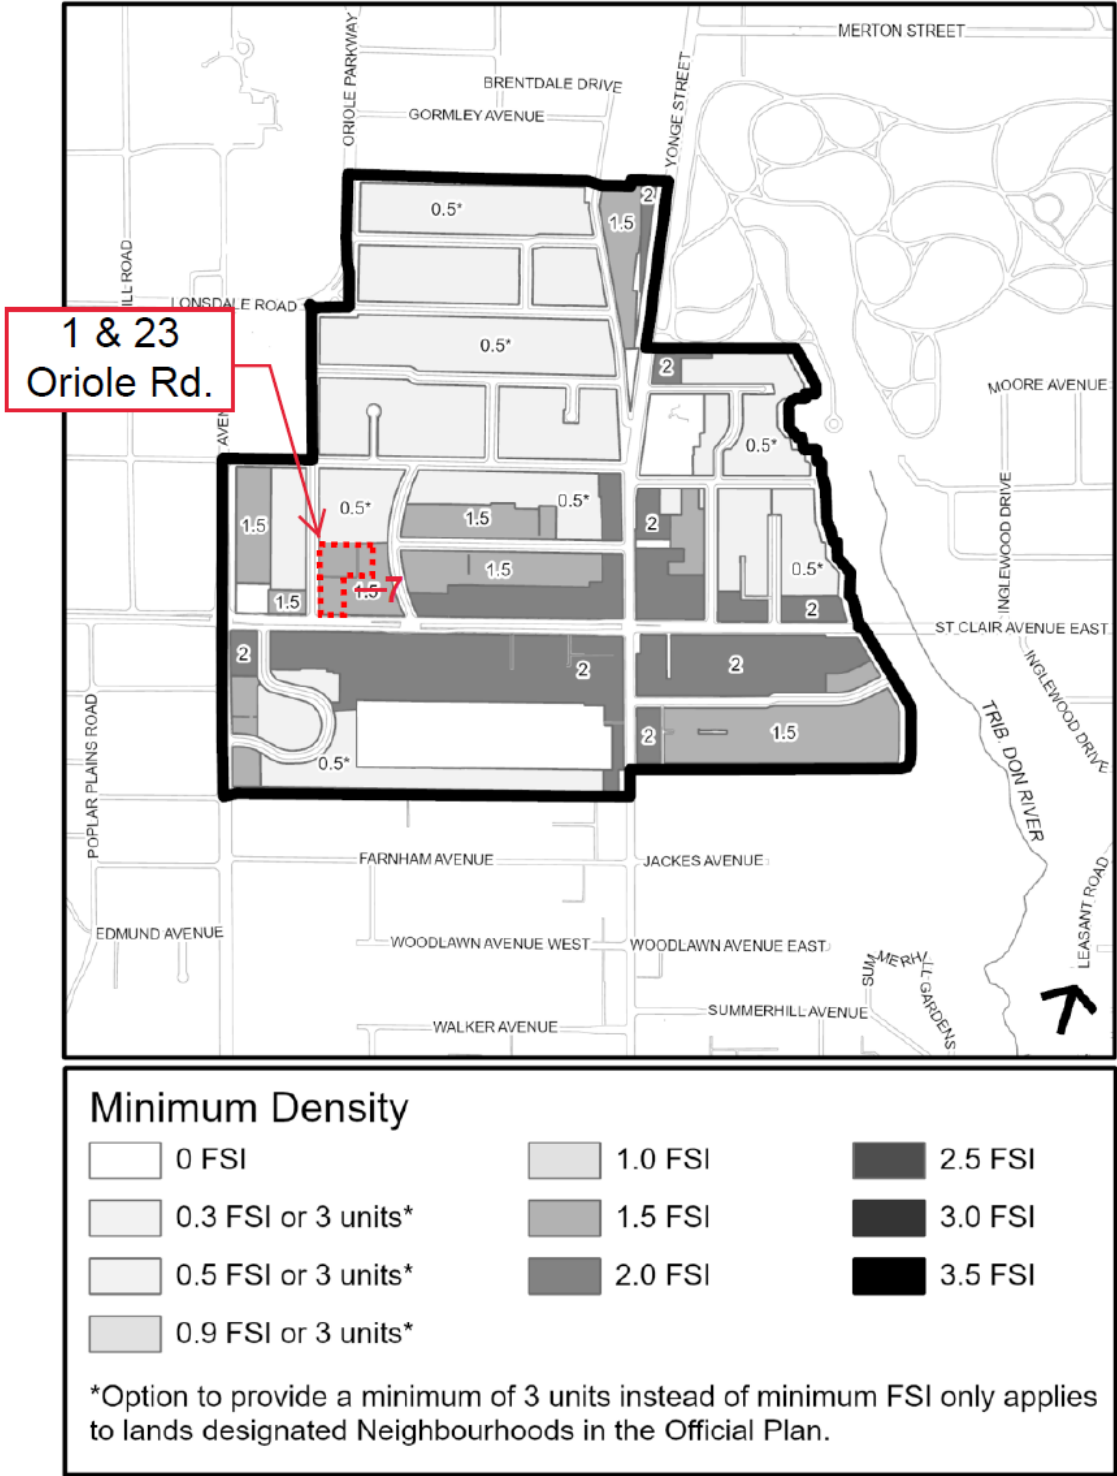 MERTON STREET
ORIOLE PARKWAY
YONGE STREET
BRENTDALE DRIVE
GORMLEY AVENUE
0.5*
2
1.5
ILL ROAD
LONSDALE ROAD
1 & 23
Oriole Rd.
0.5*
2
MOORE AVENUE
AVEN
0.5*
0.5*
0.5*
1.5
1.5
2
INGLEWOOD DRIVE
1.5
0.5*
1.5
1.5
7
2
ST CLAIR AVENUE EAST
2
2
2
INGLEWOOD DRIVE
POPLAR PLAINS ROAD
TRIB. DON RIVER
2
1.5
0.5*
FARNHAM AVENUE
JACKES AVENUE
LEASANT ROAD
EDMUND AVENUE
WOODLAWN AVENUE WEST
WOODLAWN AVENUE EAST
SUMMERHILL GARDENS
SUMMERHILL AVENUE
WALKER AVENUE
Minimum Density
0 FSI
1.0 FSI
2.5 FSI
0.3 FSI or 3 units*
1.5 FSI
3.0 FSI
0.5 FSI or 3 units*
2.0 FSI
3.5 FSI
0.9 FSI or 3 units*
*Option to provide a minimum of 3 units instead of minimum FSI only applies
to lands designated Neighbourhoods in the Official Plan.